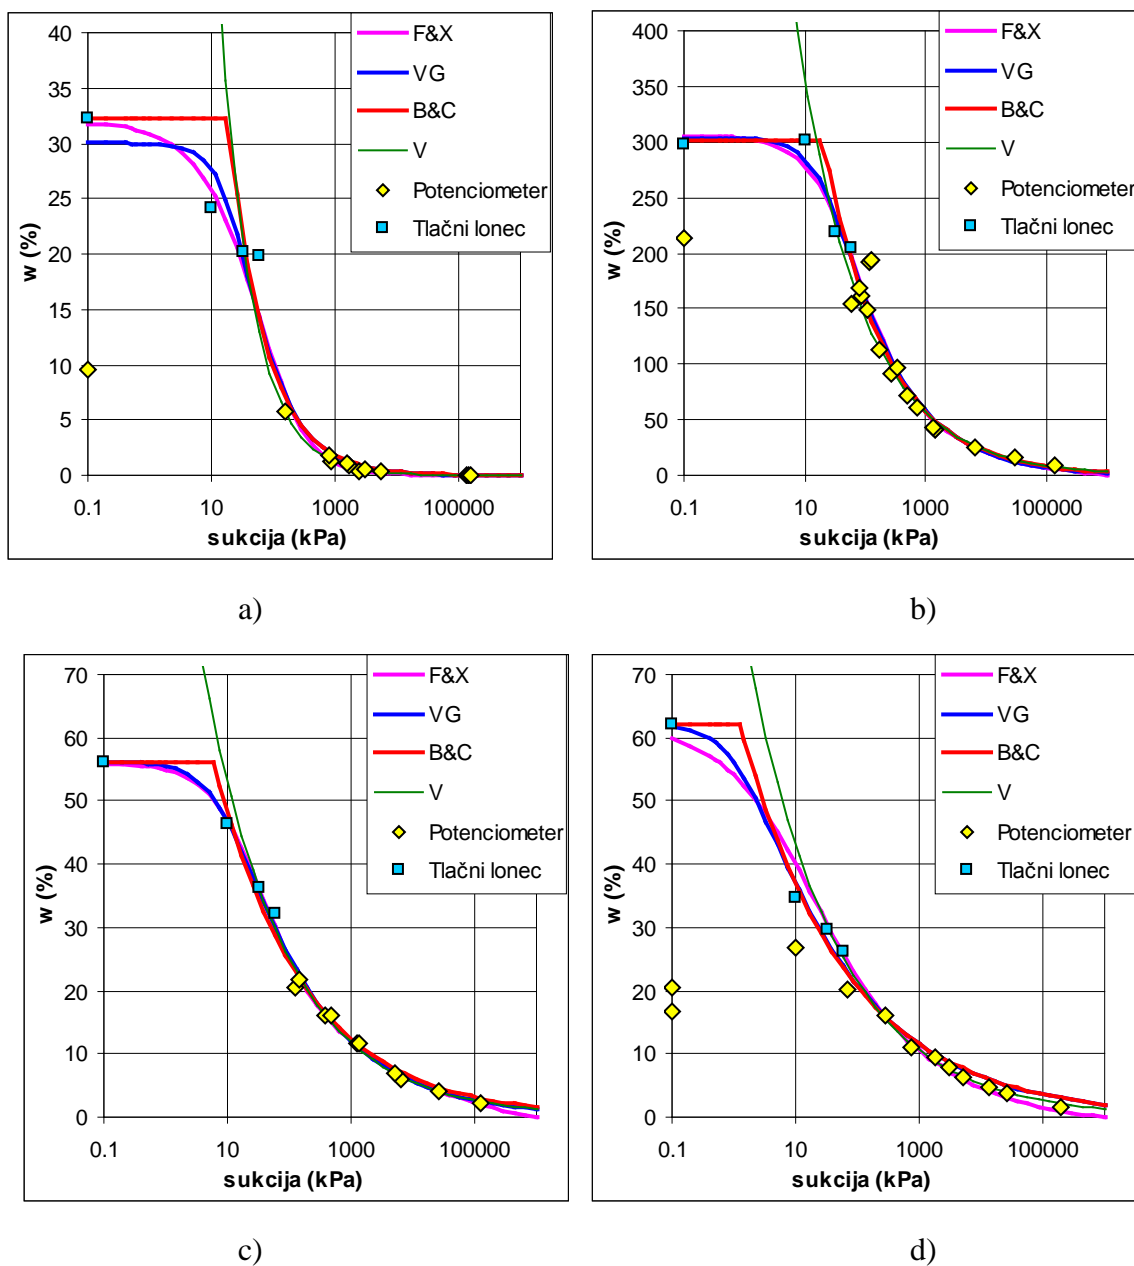 40
35
30
25
20
15
10
5
0
w (%)
0.1
10
1000
100000
sukcija (kPa)
F&X
VG
B&C
V
Potenciometer
Tlačni lonec
a)
400
350
300
250
200
150
100
50
0
w (%)
0.1
10
1000
100000
sukcija (kPa)
F&X
VG
B&C
V
Potenciometer
Tlačni lonec
b)
70
60
50
40
30
20
10
0
w (%)
0.1
10
1000
100000
sukcija (kPa)
F&X
VG
B&C
V
Potenciometer
Tlačni lonec
c)
70
60
50
40
30
20
10
0
w (%)
0.1
10
1000
100000
sukcija (kPa)
F&X
VG
B&C
V
Potenciometer
Tlačni lonec
d)